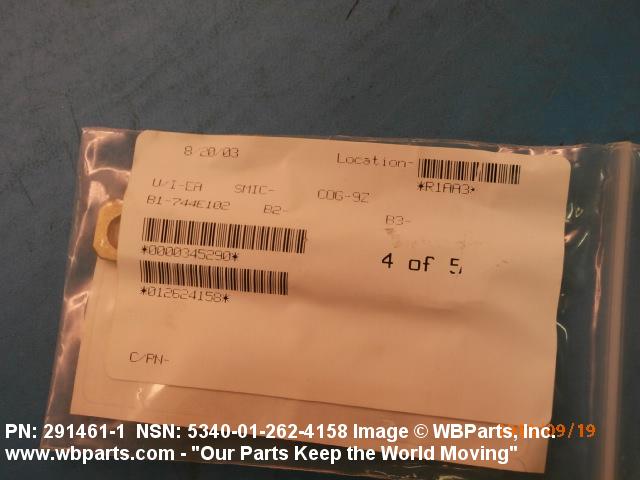 8/20/03
Location-
*R1AA3*
U/I-EA SMIC- COG-9Z
B1-744E102 B2- B3-
*0000345290*
4 of 5
*012624158*
C/PN-
09/19
PN: 291461-1 NSN: 5340-01-262-4158 Image © WBParts, Inc.
www.wbparts.com - "Our Parts Keep the World Moving"